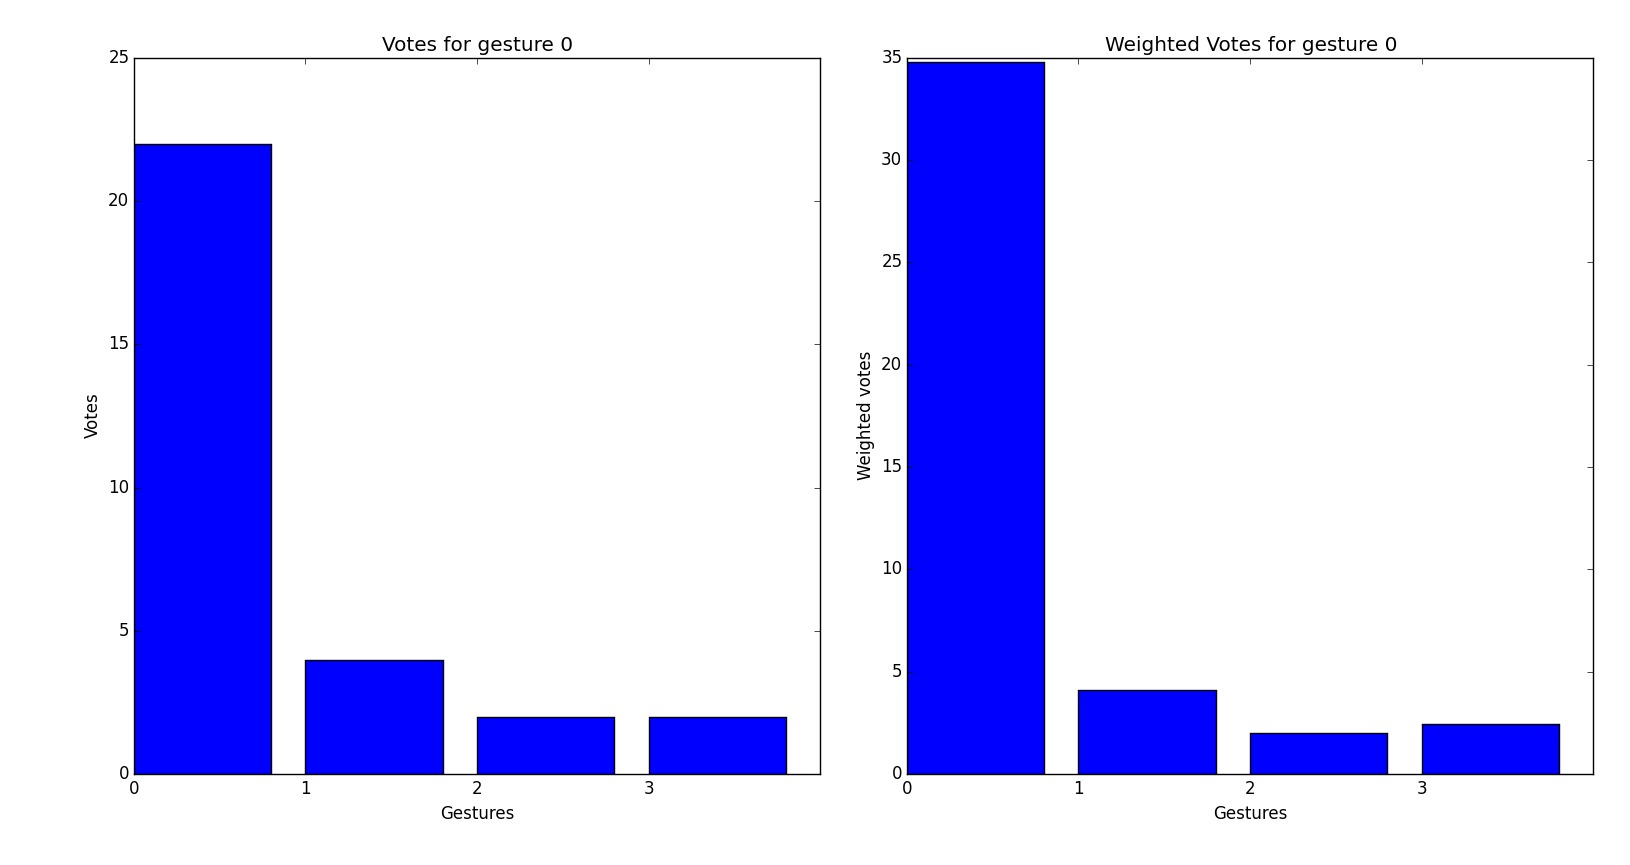 Votes for gesture 0
25
20
15
10
5
0
Votes
0 1 2 3
Gestures
Weighted Votes for gesture 0
35
30
25
20
15
10
5
0
Weighted votes
0 1 2 3
Gestures